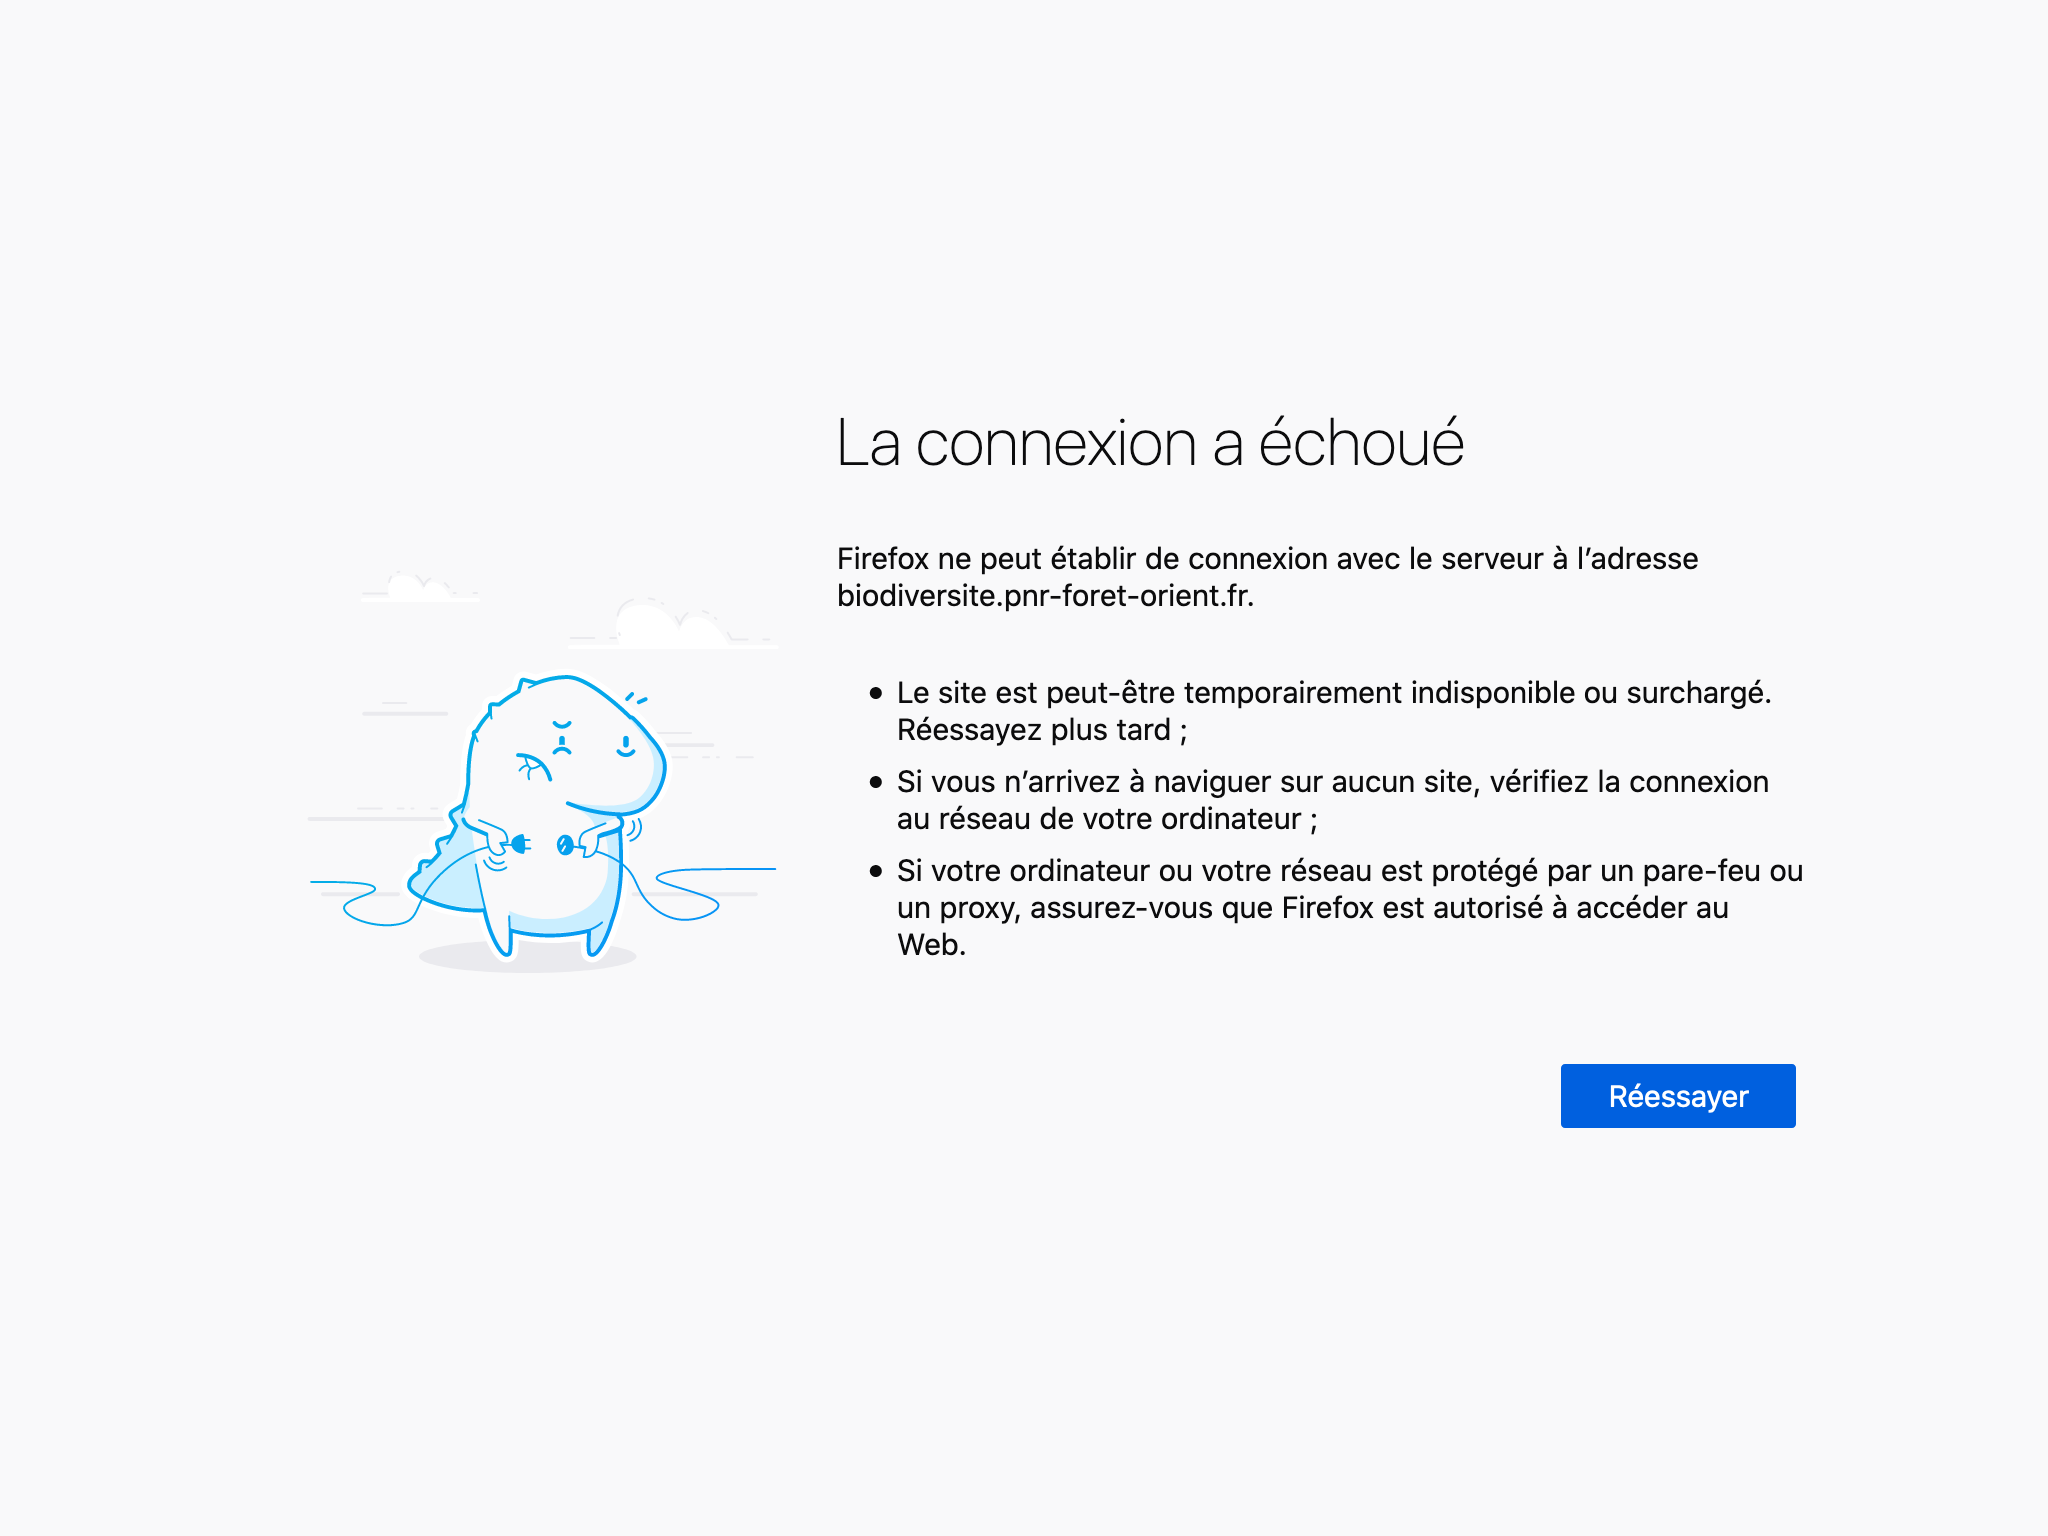 La connexion a échoué
Firefox ne peut établir de connexion avec le serveur à l’adresse
biodiversite.pnr-foret-orient.fr.
• Le site est peut-être temporairement indisponible ou surchargé.
Réessayez plus tard ;
• Si vous n’arrivez à naviguer sur aucun site, vérifiez la connexion
au réseau de votre ordinateur ;
• Si votre ordinateur ou votre réseau est protégé par un pare-feu ou
un proxy, assurez-vous que Firefox est autorisé à accéder au
Web.
Réessayer